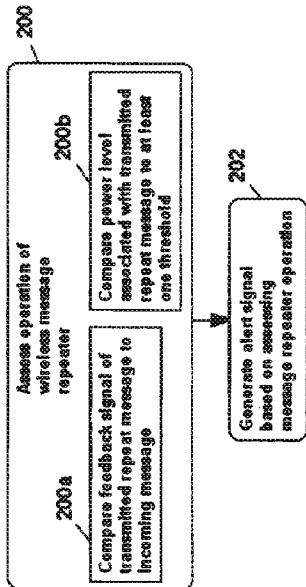 200
Assess operation of
wireless message
repeater
200a
200b
Compare feedback signal of
transmitted repeat message to
incoming message
Compare power level
associated with transmitted
repeat message to at least
one threshold
202
Generate alert signal
based on assessing
message repeater operation